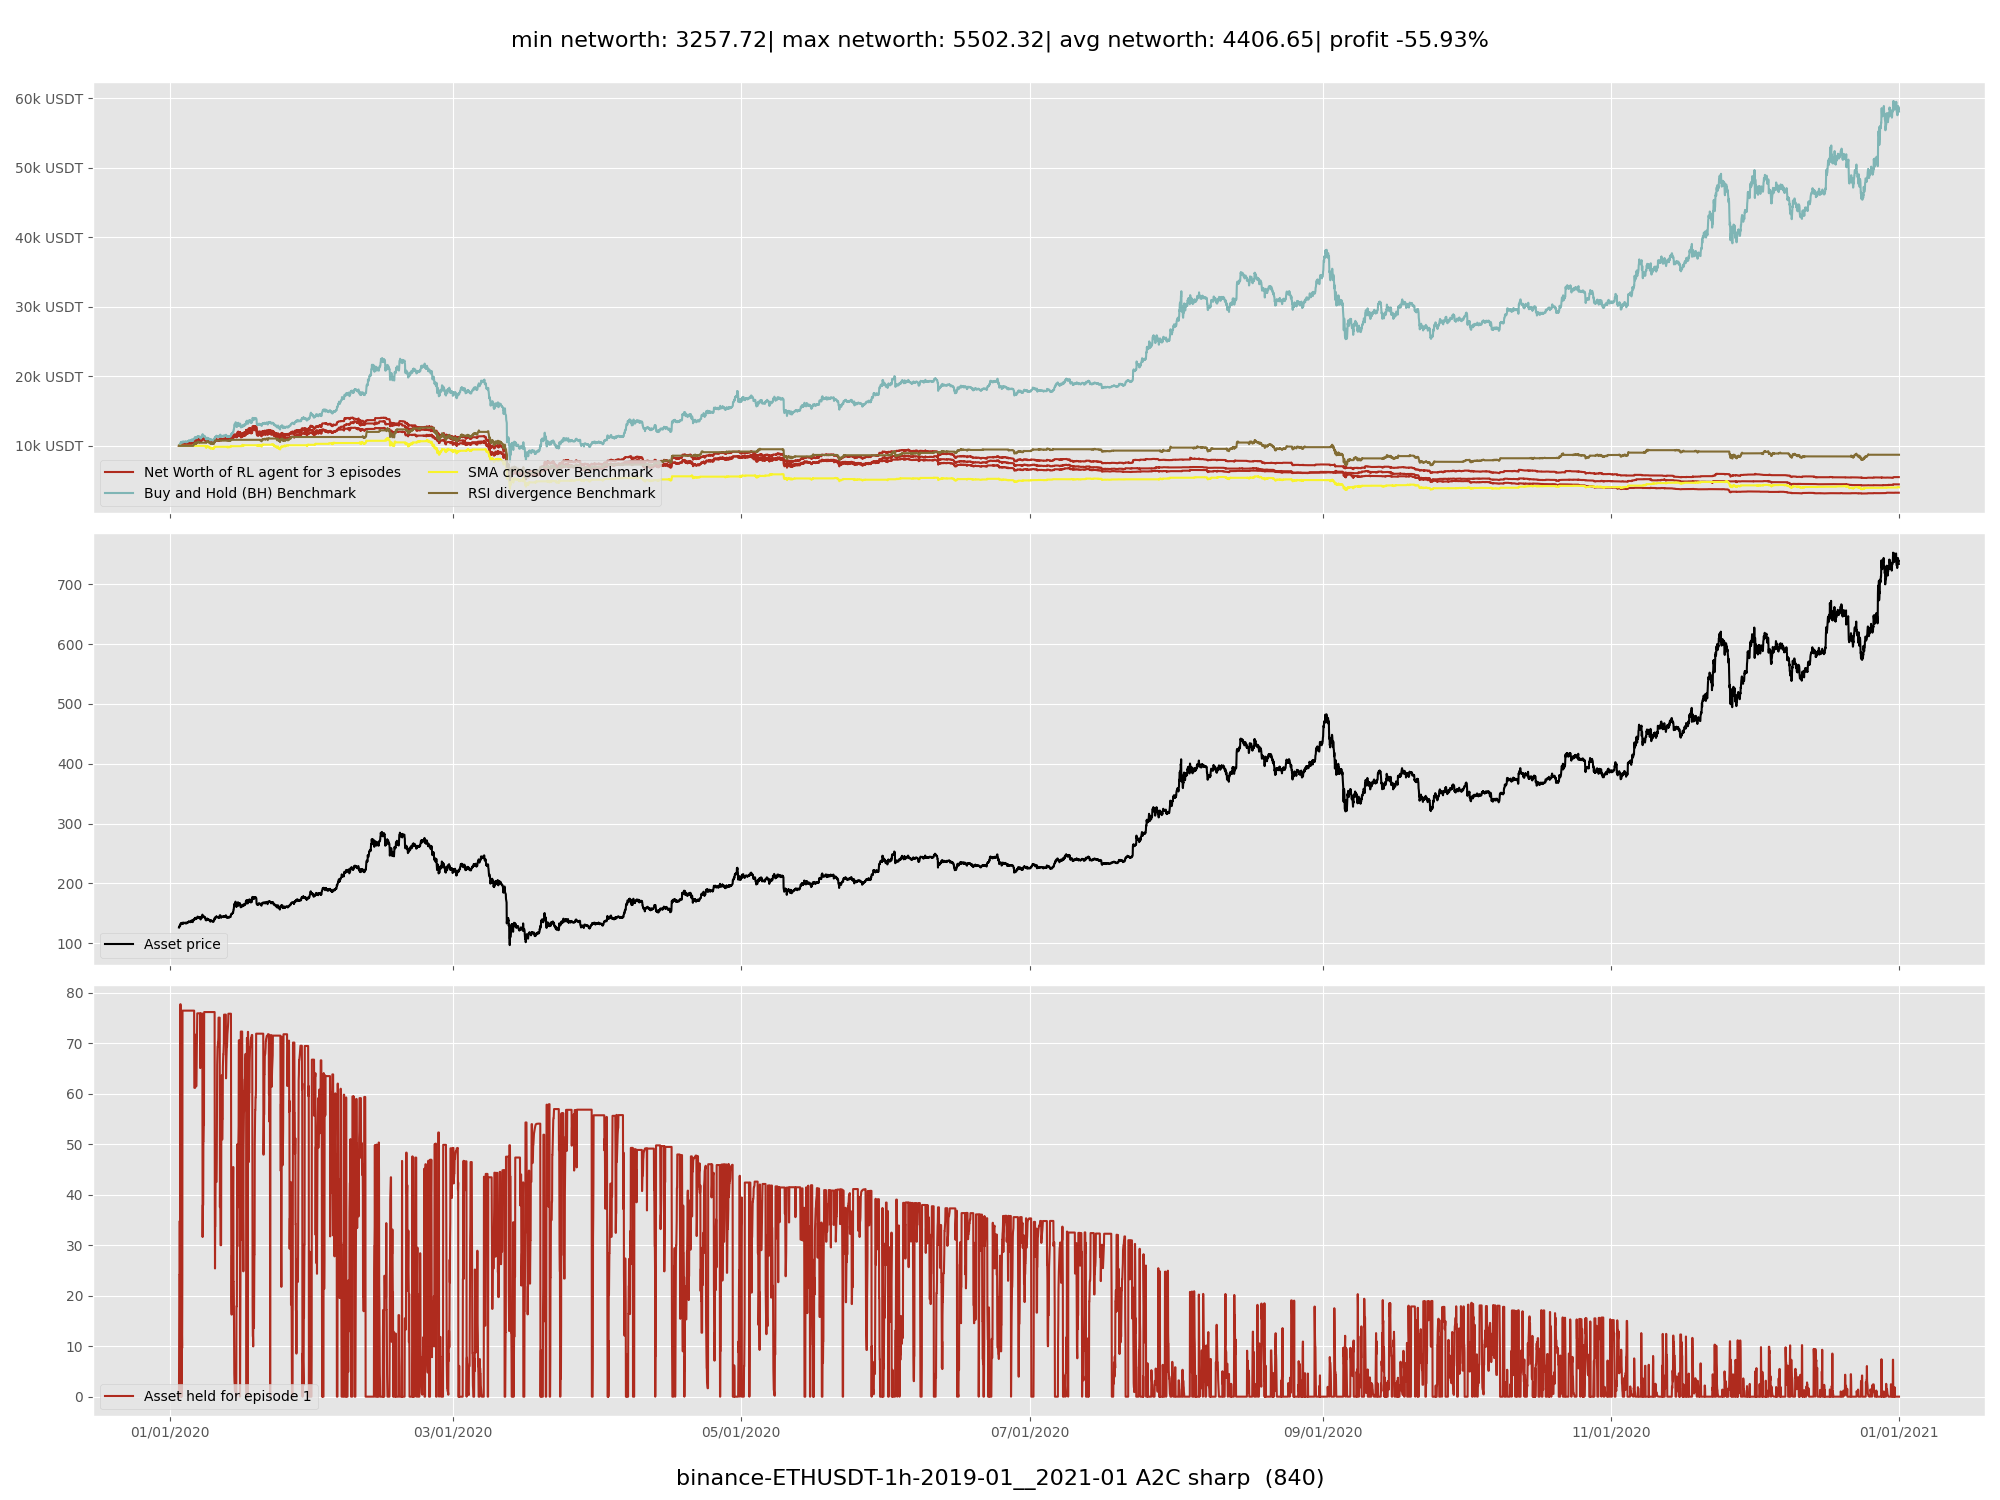 min networth: 3257.72| max networth: 5502.32| avg networth: 4406.65| profit -55.93%
60k USDT
50k USDT
40k USDT
30k USDT
20k USDT
10k USDT
Net Worth of RL agent for 3 episodes
Buy and Hold (BH) Benchmark
SMA crossover Benchmark
RSI divergence Benchmark
700
600
500
400
300
200
100
Asset price
80
70
60
50
40
30
20
10
0
Asset held for episode 1
01/01/2020 03/01/2020 05/01/2020 07/01/2020 09/01/2020 11/01/2020 01/01/2021
binance-ETHUSDT-1h-2019-01__2021-01 A2C sharp (840)